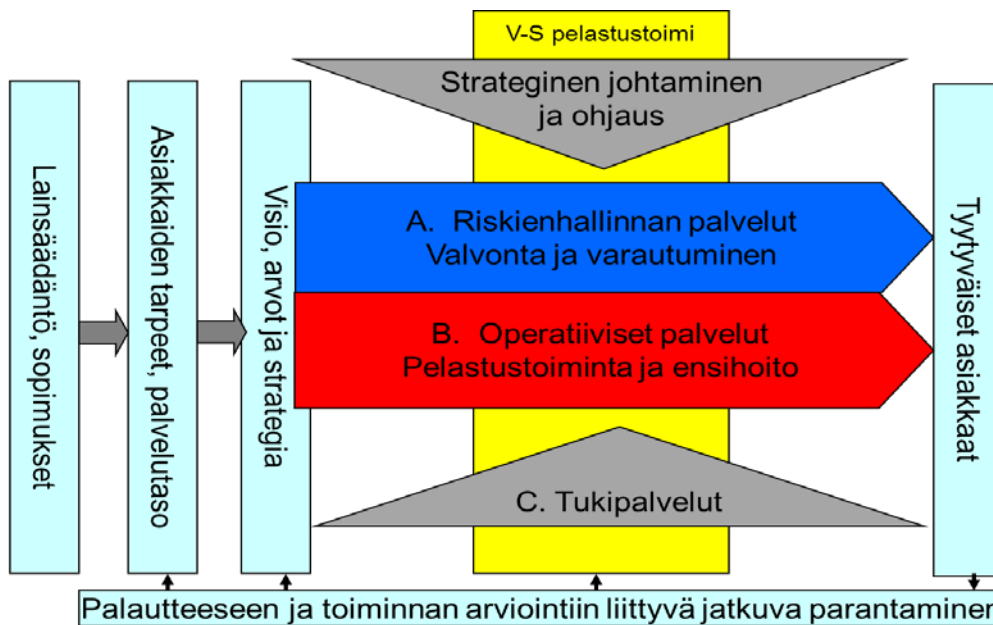 V-S pelastustoimi
Strateginen johtaminen
ja ohjaus
Lainsäädäntö, sopimukset
Asiakkaiden tarpeet, palvelutaso
Visio, arvot ja strategia
A. Riskienhallinnan palvelut
Valvonta ja varautuminen
B. Operatiiviset palvelut
Pelastustoiminta ja ensihoito
C. Tukipalvelut
Tyytyväiset asiakkaat
Palautteeseen ja toiminnan arviointiin liittyvä jatkuva parantaminen